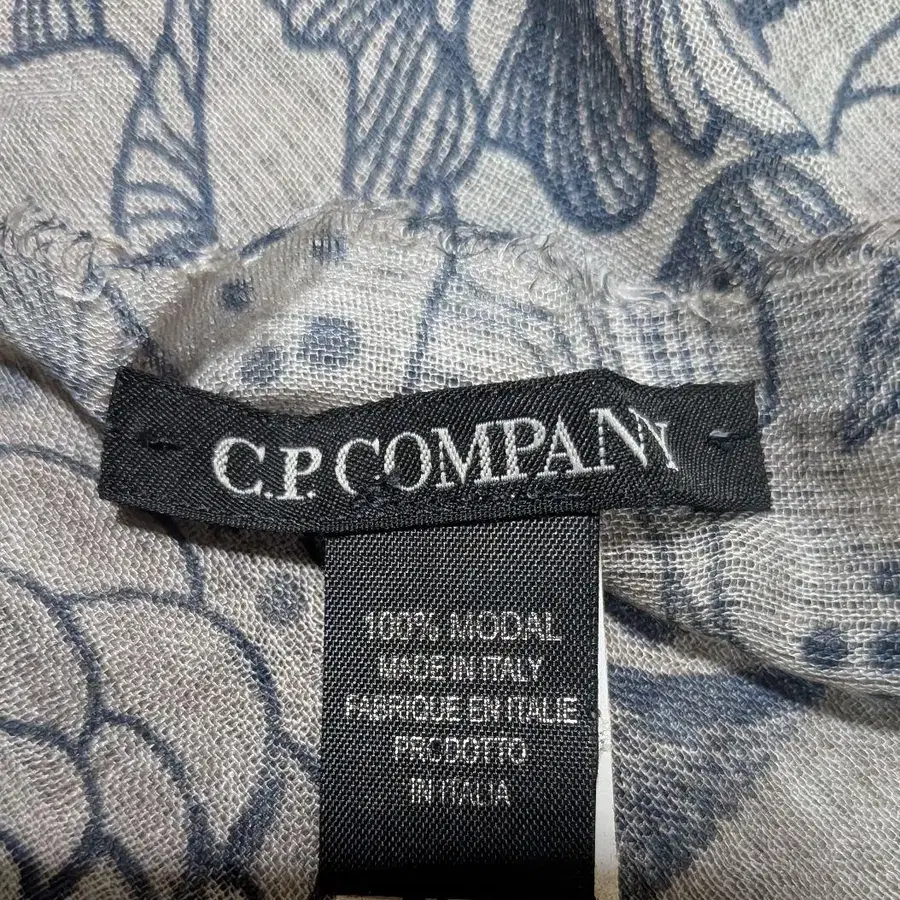 C.P. COMPANY
100% MODAL
MADE IN ITALY
FABRIQUE EN ITALIE
PRODOTTO
IN ITALIA